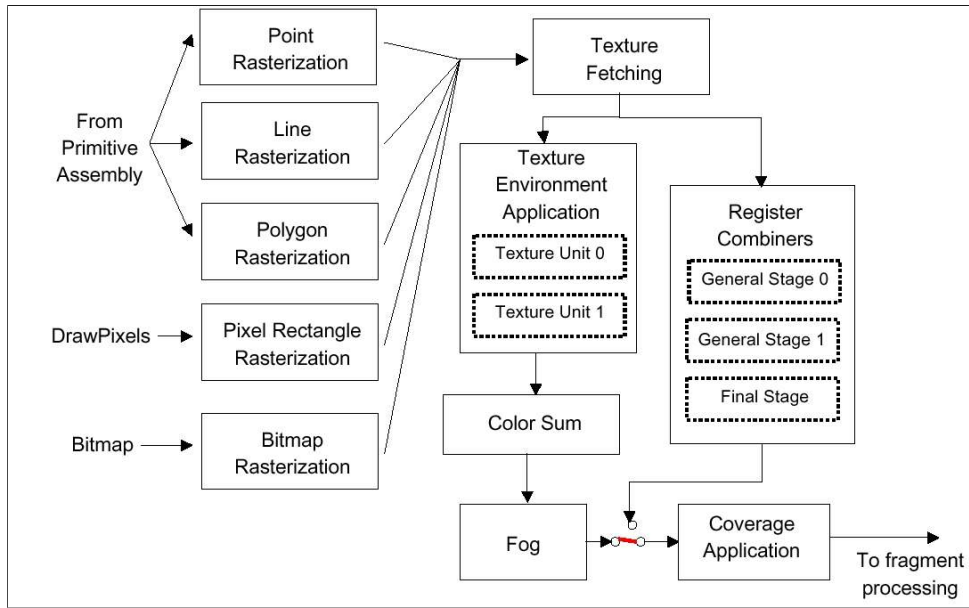 Point
Rasterization
Texture
Fetching
From
Primitive
Assembly
Line
Rasterization
Polygon
Rasterization
DrawPixels
Pixel Rectangle
Rasterization
Bitmap
Bitmap
Rasterization
Texture
Environment
Application
Texture Unit 0
Texture Unit 1
Register
Combiners
General Stage 0
General Stage 1
Final Stage
Color Sum
Fog
Coverage
Application
To fragment
processing